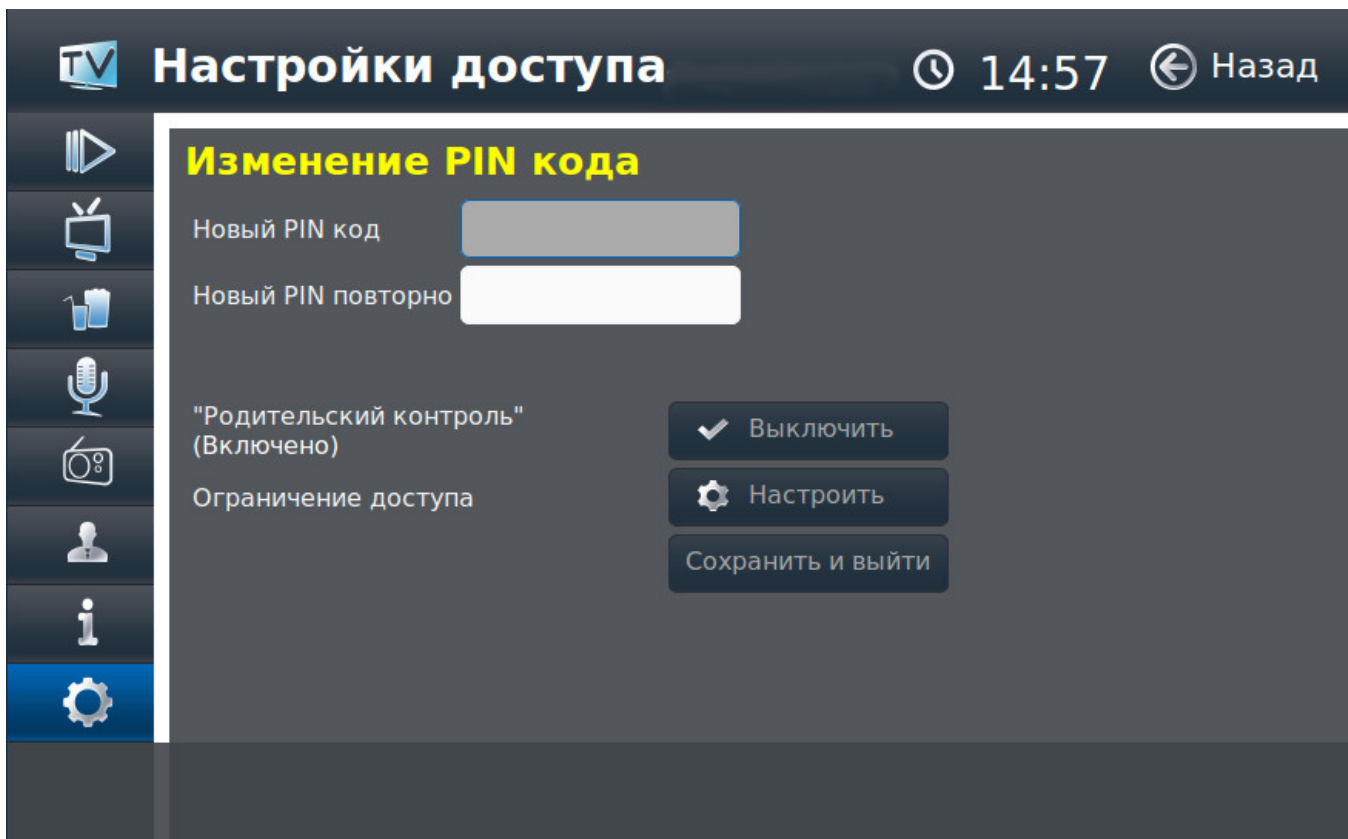 TV Настройки доступа 14:57 Назад
Изменение PIN кода
Новый PIN код
Новый PIN повторно
"Родительский контроль"
(Включено)
Выключить
Ограничение доступа
Настроить
Сохранить и выйти